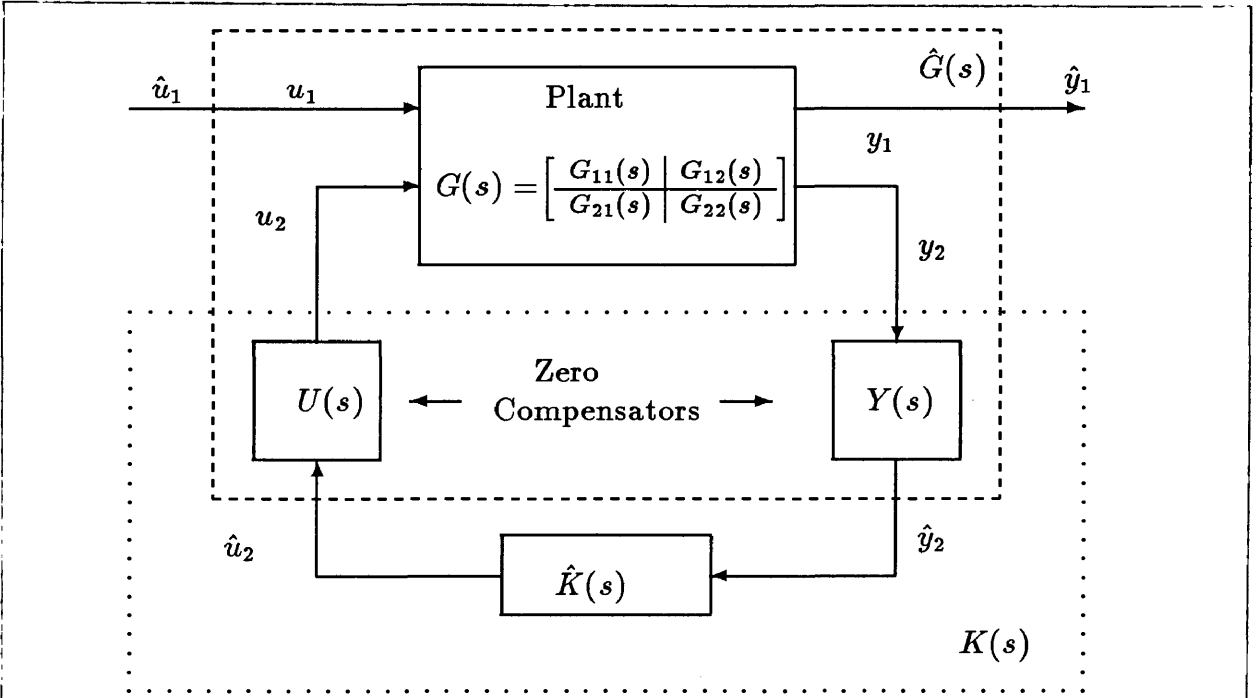 Ĝ(s)
û₁ u₁ Plant ŷ₁
y₁
G(s) = [ G₁₁(s) | G₁₂(s)
G₂₁(s) | G₂₂(s) ]
u₂ y₂
Zero
U(s) Compensators Y(s)
û₂ ŷ₂
K̂(s)
K(s)